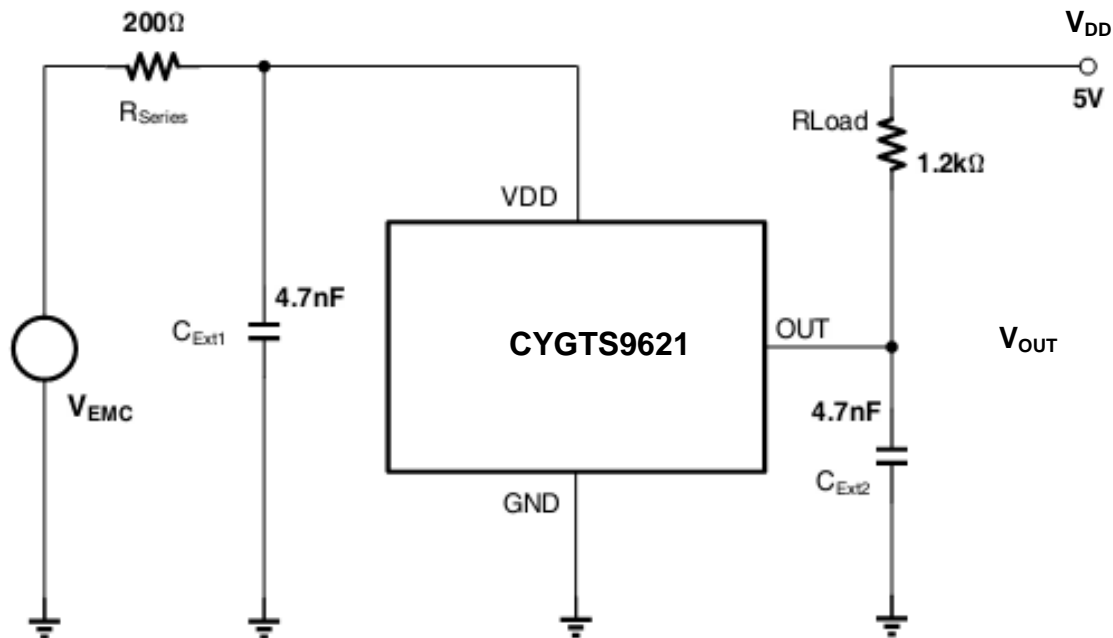 200Ω
R_Series
V_DD
5V
RLoad
1.2kΩ
VDD
4.7nF
C_Ext1
CYGTS9621
OUT
V_OUT
V_EMC
4.7nF
C_Ext2
GND